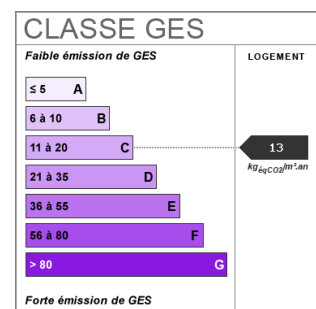 CLASSE GES
Faible émission de GES
LOGEMENT
≤ 5 A
6 à 10 B
11 à 20 C
13
kgéqCO2/m².an
21 à 35 D
36 à 55 E
56 à 80 F
> 80 G
Forte émission de GES